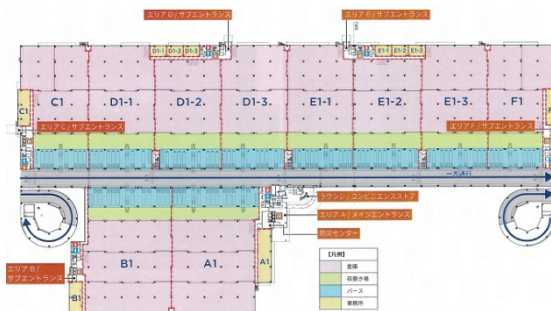 エリア D / サブエントランス
エリア E / サブエントランス
D1-1 D1-2 D1-3
E1-1 E1-2 E1-3
C1
C1
D1-1
D1-2
D1-3
E1-1
E1-2
E1-3
F1
エリア C / サブエントランス
エリア F / サブエントランス
一方通行
ラウンジ / コンビニエンスストア
エリア A / メインエントランス
防災センター
エリア B /
サブエントランス
B1
A1
A1
B1
【凡例】
倉庫
荷捌き場
バース
事務所